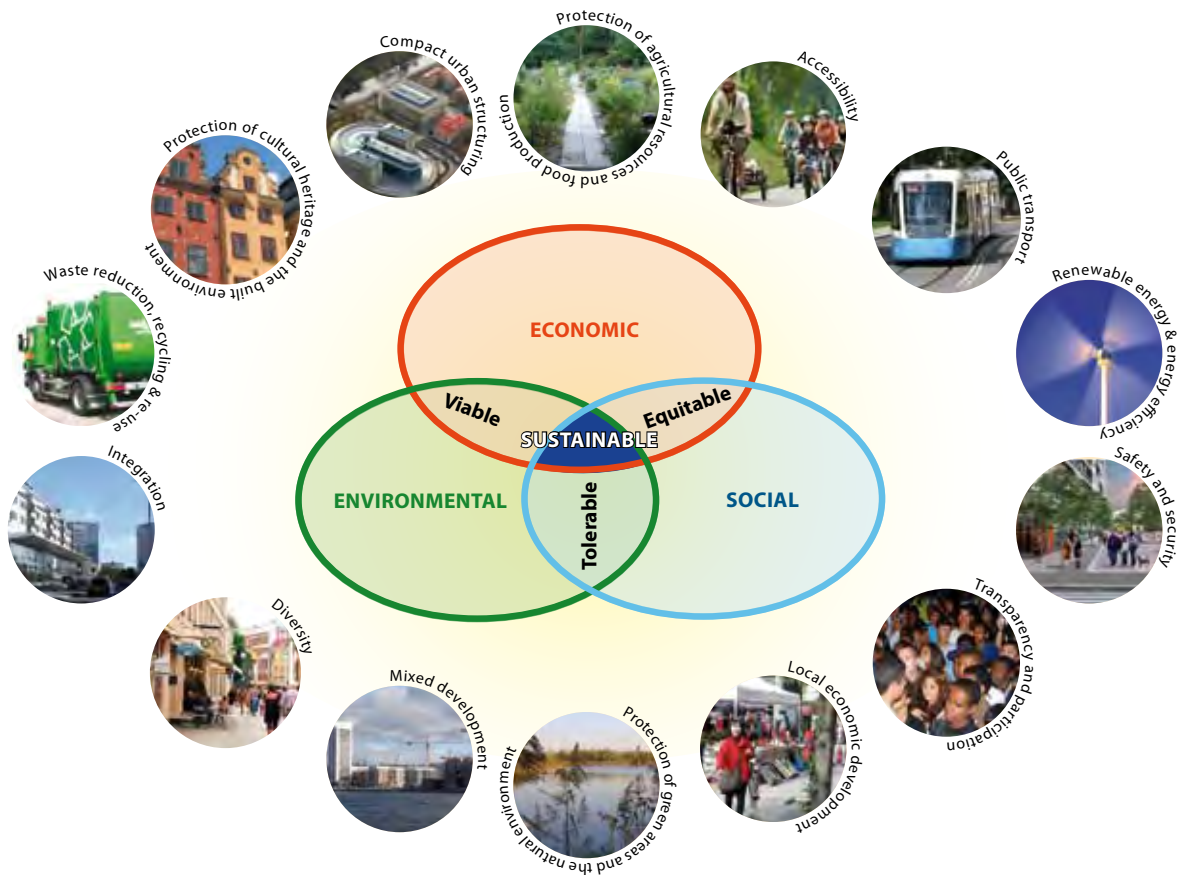 Protection of agricultural resources and food production
Compact urban structuring
Accessibility
Protection of cultural heritage and the built environment
Public transport
Waste reduction, recycling & re-use
Renewable energy & energy efficiency
ECONOMIC
Viable
Equitable
SUSTAINABLE
Integration
Safety and security
ENVIRONMENTAL
Tolerable
SOCIAL
Diversity
Transparency and participation
Mixed development
Local economic development
Protection of green areas and the natural environment